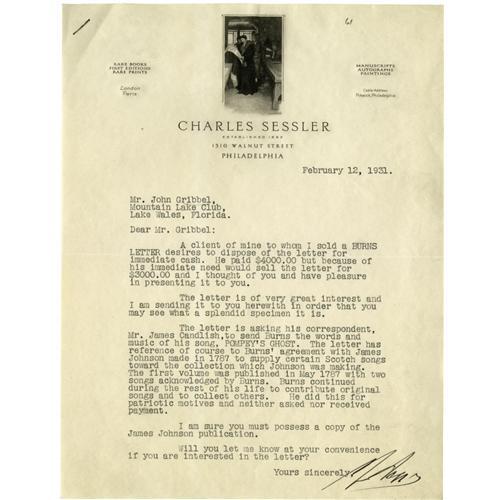 61
RARE BOOKS
FIRST EDITIONS
RARE PRINTS
London
Paris
MANUSCRIPTS
AUTOGRAPHS
PAINTINGS
Cable Address
Philadelphia
CHARLES SESSLER
ESTABLISHED 1882
1310 WALNUT STREET
PHILADELPHIA
February 12, 1931.
Mr. John Gribbel,
Mountain Lake Club,
Lake Wales, Florida.
Dear Mr. Gribbel:
A client of mine to whom I sold a BURNS
LETTER desires to dispose of the letter for
immediate cash. He paid $4000.00 but because of
his immediate need would sell the letter for
$3000.00 and I thought of you and have pleasure
in presenting it to you.
The letter is of very great interest and
I am sending it to you herewith in order that you
may see what a splendid specimen it is.
The letter is asking his correspondent,
Mr. James Candlish, to send Burns the words and
music of his song, POMPEY'S GHOST. The letter has
reference of course to Burns' agreement with James
Johnson made in 1787 to supply certain Scotch songs
toward the collection which Johnson was making.
The first volume was published in May 1787 with two
songs acknowledged by Burns. Burns continued
during the rest of his life to contribute original
songs and to collect others. He did this for
patriotic motives and neither asked nor received
payment.
I am sure you must possess a copy of the
James Johnson publication.
Will you let me know at your convenience
if you are interested in the letter?
Yours sincerely,